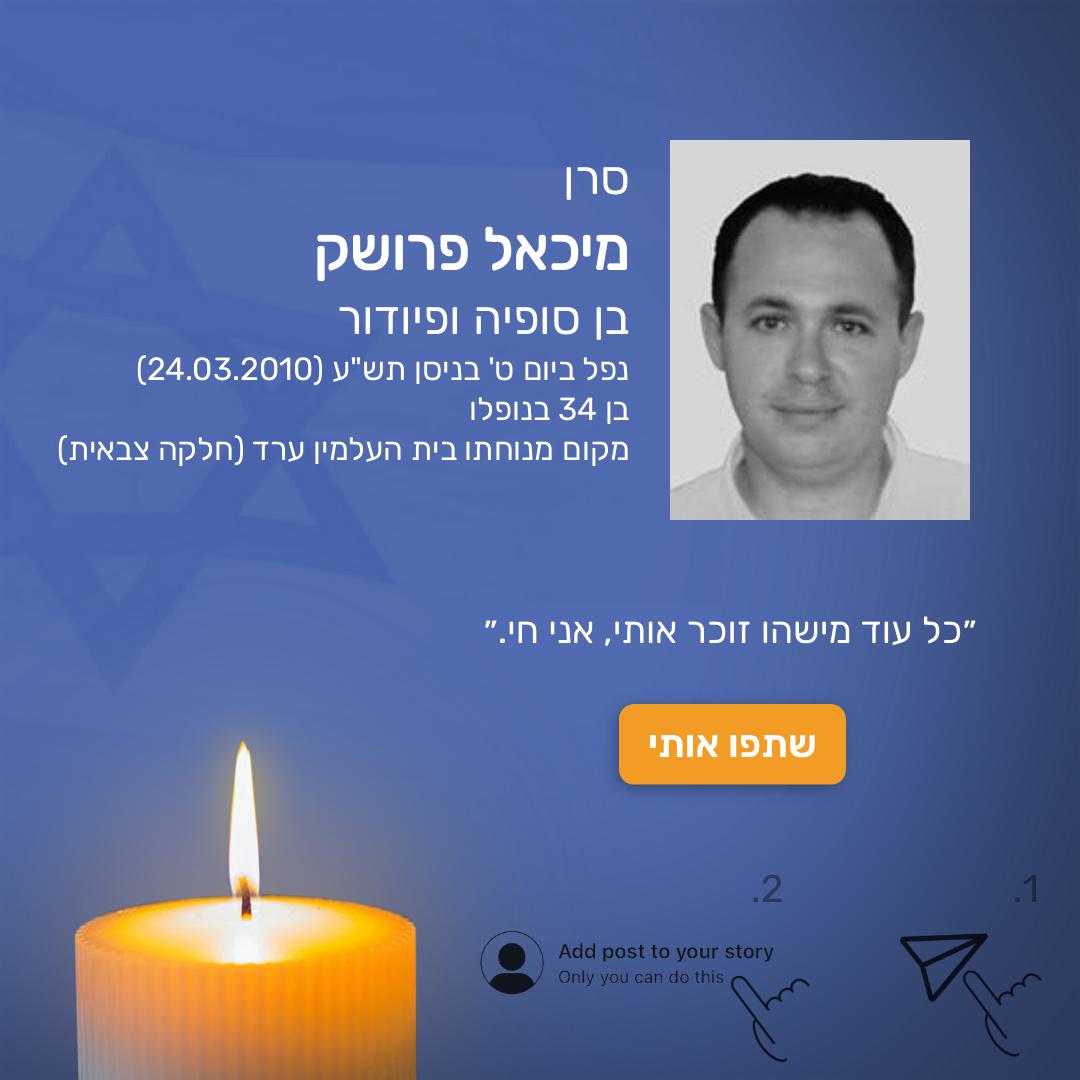 סרן
מיכאל פרושק
בן סופיה ופיודור
נפל ביום ט' בניסן תש"ע (24.03.2010)
בן 34 בנופלו
מקום מנוחתו בית העלמין ערד (חלקה צבאית)
״כל עוד מישהו זוכר אותי, אני חי.״
שתפו אותי
1.
2.
Add post to your story
Only you can do this